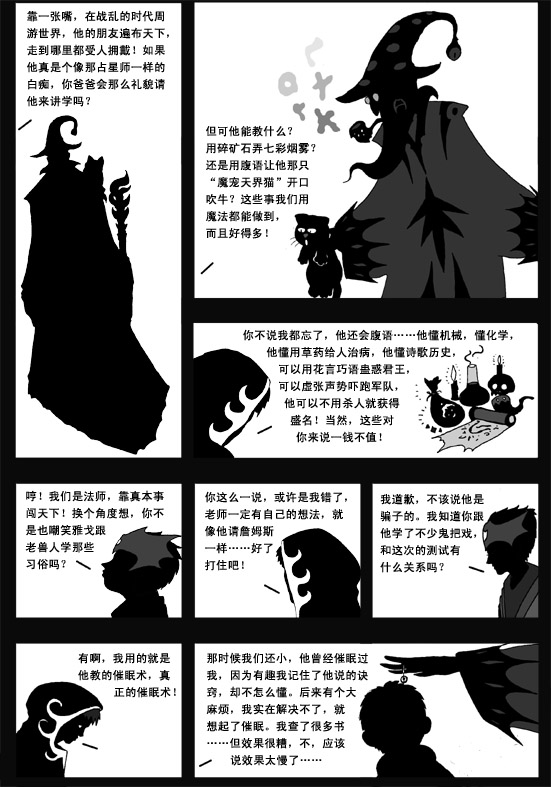 靠一张嘴，在战乱的时代周
游世界，他的朋友遍布天下，
走到哪里都受人拥戴！如果
他真是个像那占星师一样的
白痴，你爸爸会那么礼貌请
他来讲学吗？
但可他能教什么？
用碎矿石弄七彩烟雾？
还是用腹语让他那只
“魔宠天界猫”开口
吹牛？这些事我们用
魔法都能做到，
而且好得多！
你不说我都忘了，他还会腹语……他懂机械，懂化学，
他懂用草药给人治病，他懂诗歌历史，
可以用花言巧语蛊惑君王，
可以虚张声势吓跑军队，
他可以不用杀人就获得
盛名！当然，这些对
你来说一钱不值！
哼！我们是法师，靠真本事
闯天下！换个角度想，你不
是也嘲笑雅戈跟
老兽人学那些
习俗吗？
你这么一说，或许是我错了，
老师一定有自己的想法，就
像他请詹姆斯
一样……好了
打住吧！
我道歉，不该说他是
骗子的。我知道你跟
他学了不少鬼把戏，
和这次的测试有
什么关系吗？
有啊，我用的就是
他教的催眠术，真
正的催眠术！
那时候我们还小，他曾经催眠过
我，因为有趣我记住了他说的诀
窍，却不怎么懂。后来有个大
麻烦，我实在解决不了，就
想起了催眠。我查了很多书
……但效果很糟，不，应该
说效果太慢了……